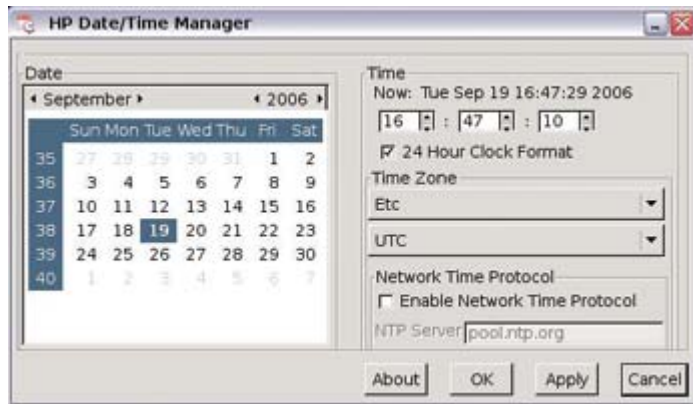 HP Date/Time Manager
Date
September 2006
Sun Mon Tue Wed Thu Fri Sat
35 27 28 29 30 31 1 2
36 3 4 5 6 7 8 9
37 10 11 12 13 14 15 16
38 17 18 19 20 21 22 23
39 24 25 26 27 28 29 30
40 1 2 3 4 5 6 7
Time
Now: Tue Sep 19 16:47:29 2006
16 : 47 : 10
24 Hour Clock Format
Time Zone
Etc
UTC
Network Time Protocol
Enable Network Time Protocol
NTP Server pool.ntp.org
About OK Apply Cancel